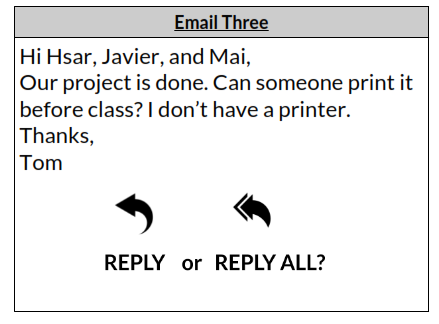 Email Three
Hi Hsar, Javier, and Mai,
Our project is done. Can someone print it
before class? I don’t have a printer.
Thanks,
Tom
REPLY or REPLY ALL?